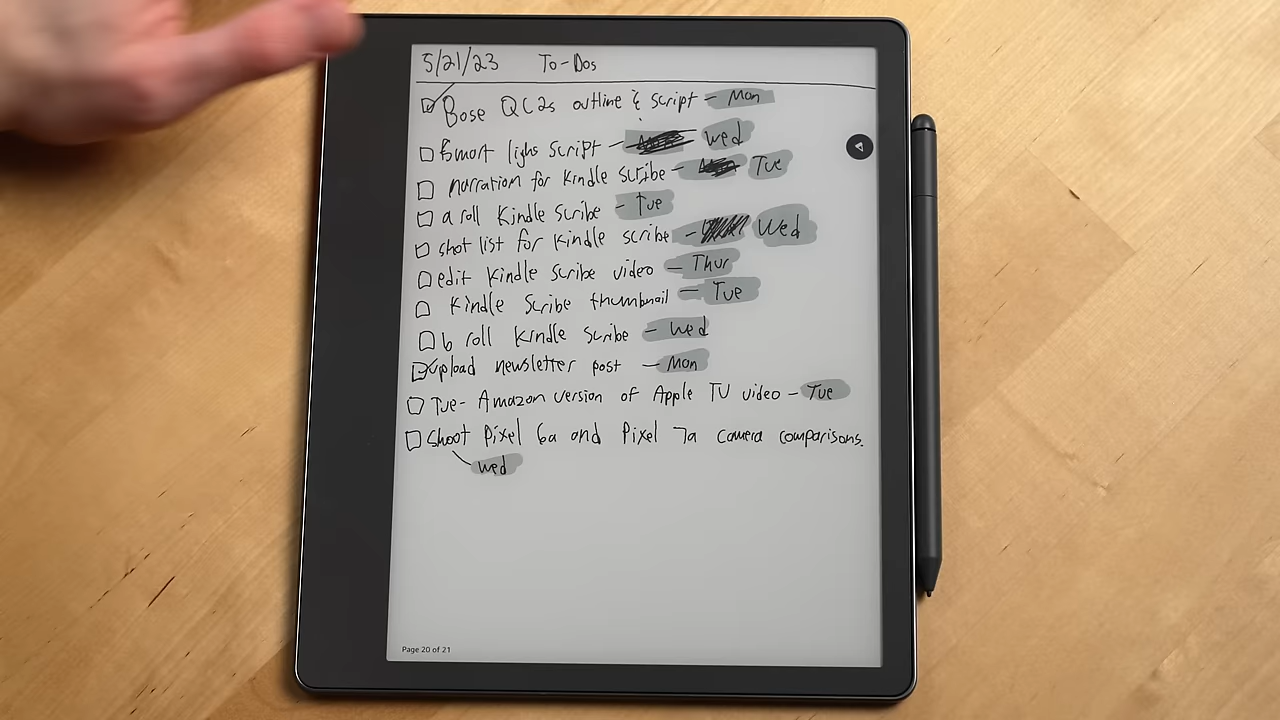 5/21/23 To-Dos
Bose QC2s outline & script - Mon
smart light script - Wed
narration for Kindle Scribe - Tue
a roll Kindle Scribe - Tue
shot list for Kindle scribe - Wed
edit Kindle Scribe video - Thur
Kindle Scribe thumbnail - Tue
b roll Kindle Scribe - Wed
upload newsletter post - Mon
Tue- Amazon version of Apple TV video - Tue
Shoot Pixel 6a and Pixel 7a camera comparisons.
wed
Page 20 of 21